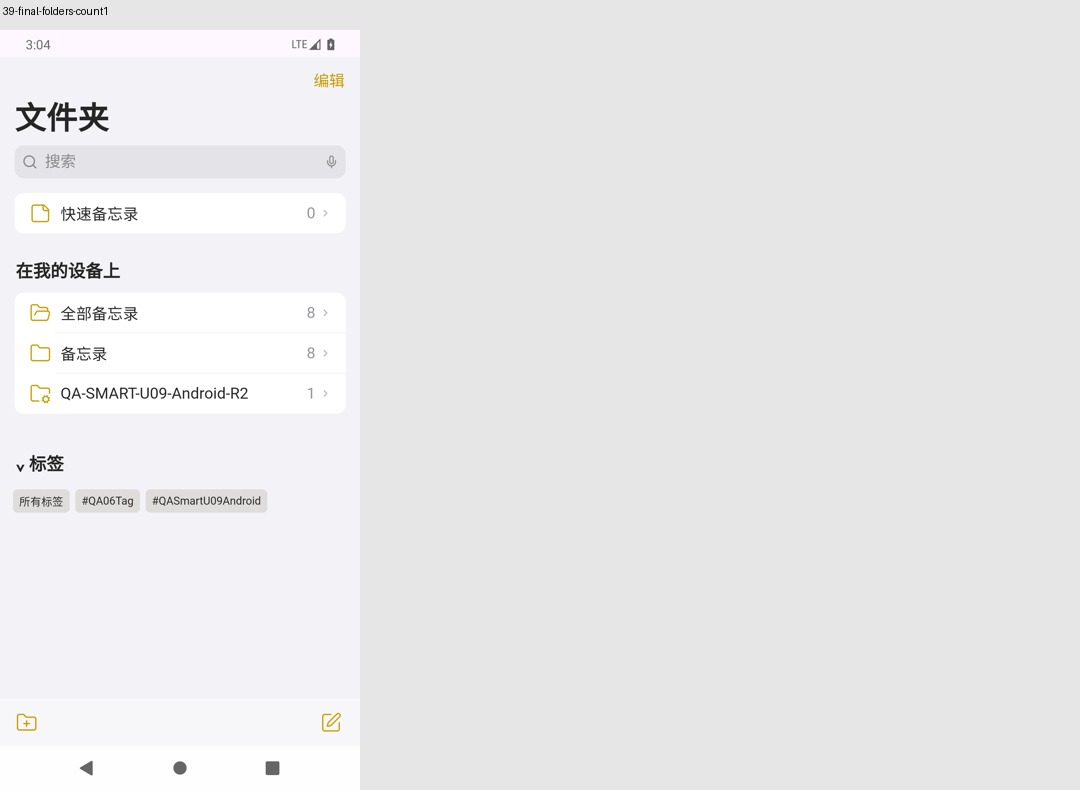 39-final-folders-count1
3:04 LTE
编辑
文件夹
搜索
快速备忘录 0
在我的设备上
全部备忘录 8
备忘录 8
QA-SMART-U09-Android-R2 1
标签
所有标签 #QA06Tag #QASmartU09Android